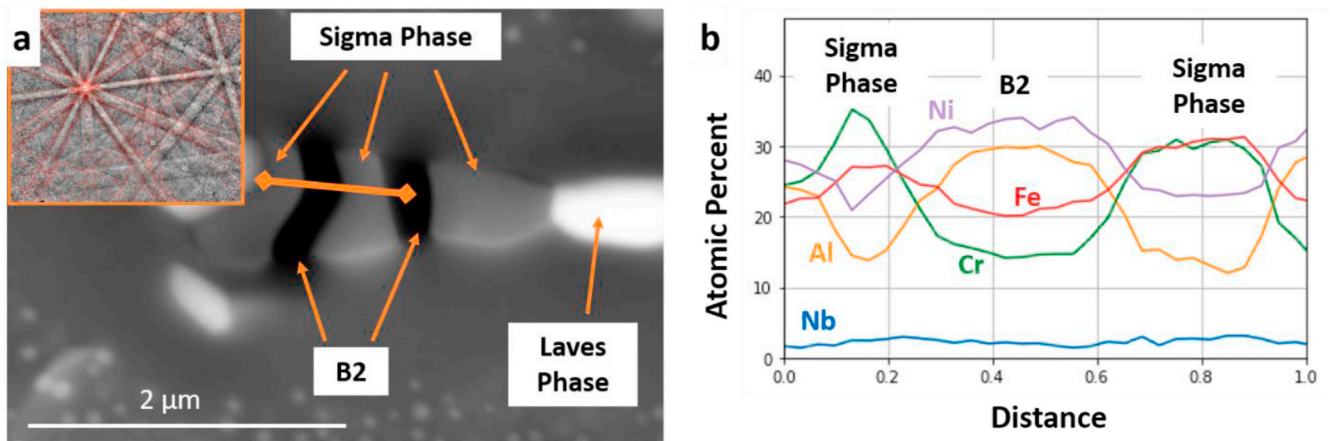 a
Sigma Phase
B2
Laves
Phase
2 μm
b
Atomic Percent
40
30
20
10
0
Sigma
Phase
B2
Sigma
Phase
Ni
Fe
Al
Cr
Nb
0.0 0.2 0.4 0.6 0.8 1.0
Distance